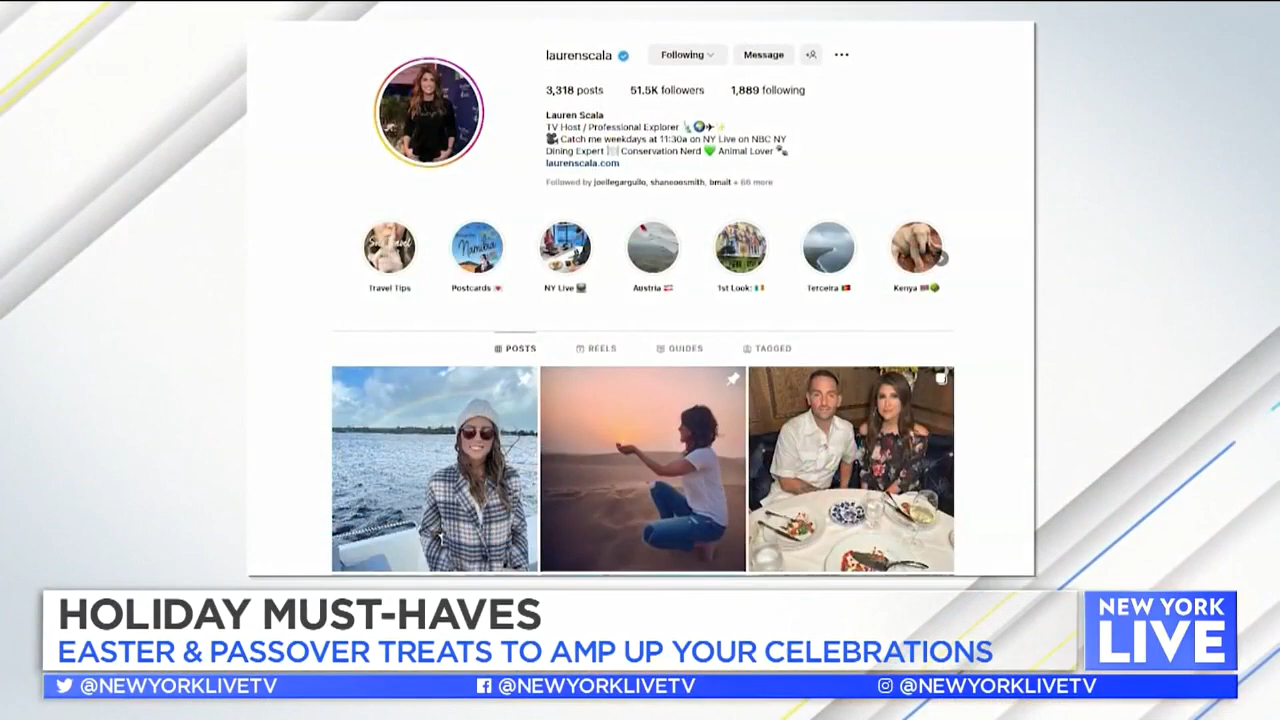 laurenscala
Following
Message
3,318 posts
51.5K followers
1,889 following
Lauren Scala
TV Host / Professional Explorer
Catch me weekdays at 11:30a on NY Live on NBC NY
Dining Expert
Conservation Nerd
Animal Lover
laurenscala.com
Followed by joellegarguilo, shaneoosmith, bmait + 66 more
Namibia
Travel Tips
Postcards
NY Live
Austria
1st Look:
Terceira
Kenya
POSTS
REELS
GUIDES
TAGGED
HOLIDAY MUST-HAVES
EASTER & PASSOVER TREATS TO AMP UP YOUR CELEBRATIONS
NEW YORK
LIVE
@NEWYORKLIVETV
@NEWYORKLIVETV
@NEWYORKLIVETV